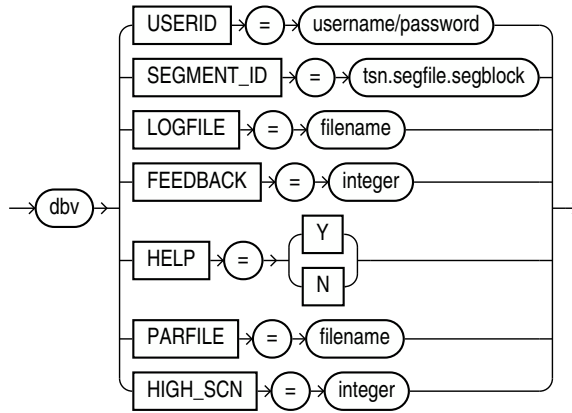 USERID = username/password
SEGMENT_ID = tsn.segfile.segblock
LOGFILE = filename
FEEDBACK = integer
dbv
Y
HELP =
N
PARFILE = filename
HIGH_SCN = integer